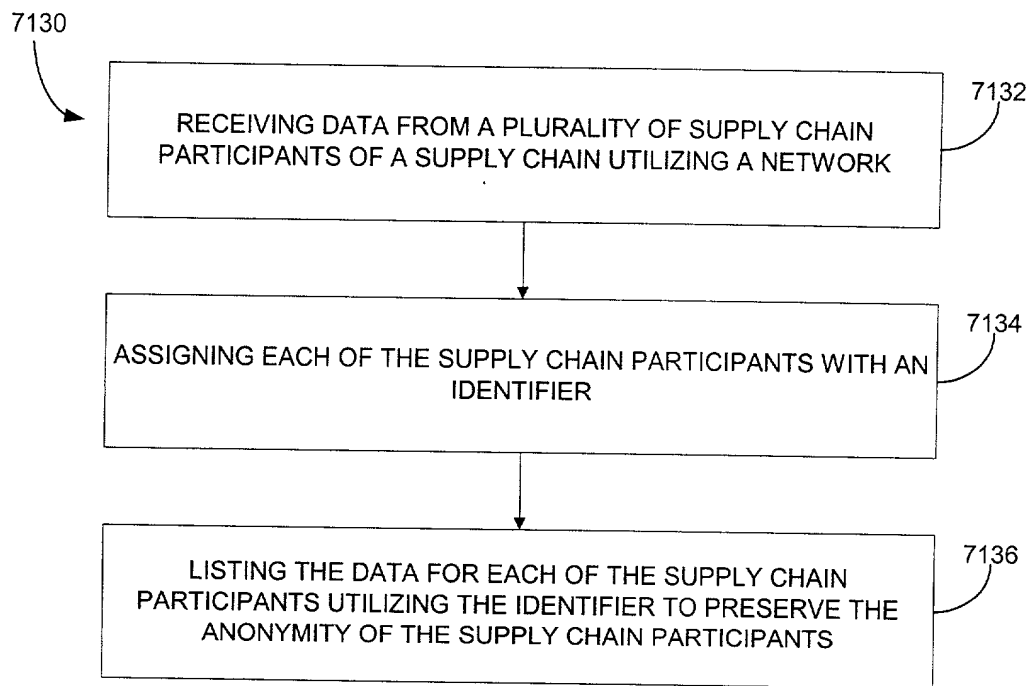 7130
7132
RECEIVING DATA FROM A PLURALITY OF SUPPLY CHAIN
PARTICIPANTS OF A SUPPLY CHAIN UTILIZING A NETWORK
7134
ASSIGNING EACH OF THE SUPPLY CHAIN PARTICIPANTS WITH AN
IDENTIFIER
7136
LISTING THE DATA FOR EACH OF THE SUPPLY CHAIN
PARTICIPANTS UTILIZING THE IDENTIFIER TO PRESERVE THE
ANONYMITY OF THE SUPPLY CHAIN PARTICIPANTS